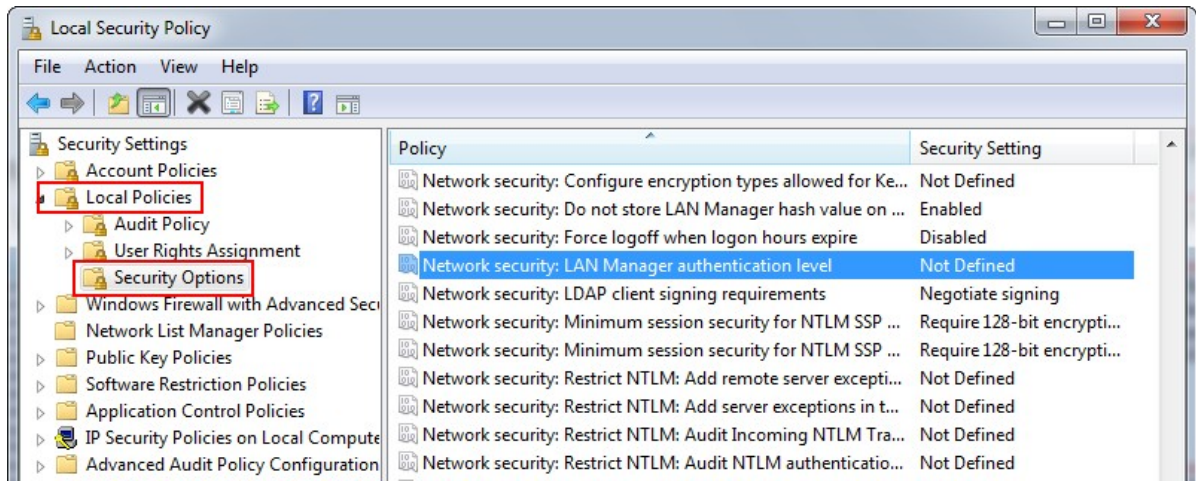 Local Security Policy
File Action View Help
Security Settings
Account Policies
Local Policies
Audit Policy
User Rights Assignment
Security Options
Windows Firewall with Advanced Secu
Network List Manager Policies
Public Key Policies
Software Restriction Policies
Application Control Policies
IP Security Policies on Local Compute
Advanced Audit Policy Configuration
Policy Security Setting
Network security: Configure encryption types allowed for Ke... Not Defined
Network security: Do not store LAN Manager hash value on ... Enabled
Network security: Force logoff when logon hours expire Disabled
Network security: LAN Manager authentication level Not Defined
Network security: LDAP client signing requirements Negotiate signing
Network security: Minimum session security for NTLM SSP ... Require 128-bit encrypti...
Network security: Minimum session security for NTLM SSP ... Require 128-bit encrypti...
Network security: Restrict NTLM: Add remote server excepti... Not Defined
Network security: Restrict NTLM: Add server exceptions in t... Not Defined
Network security: Restrict NTLM: Audit Incoming NTLM Tra... Not Defined
Network security: Restrict NTLM: Audit NTLM authenticatio... Not Defined